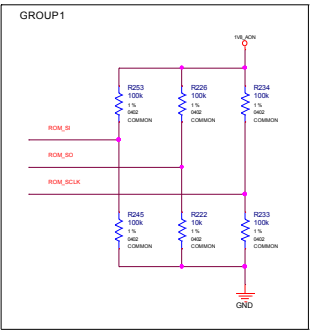 GROUP1
1V8_AON
R253
100k
1 %
0402
COMMON
R226
100k
1 %
0402
COMMON
R234
100k
1 %
0402
COMMON
ROM_SI
ROM_SO
ROM_SCLK
R245
100k
1 %
0402
COMMON
R222
10k
1 %
0402
COMMON
R233
100k
1 %
0402
COMMON
GND